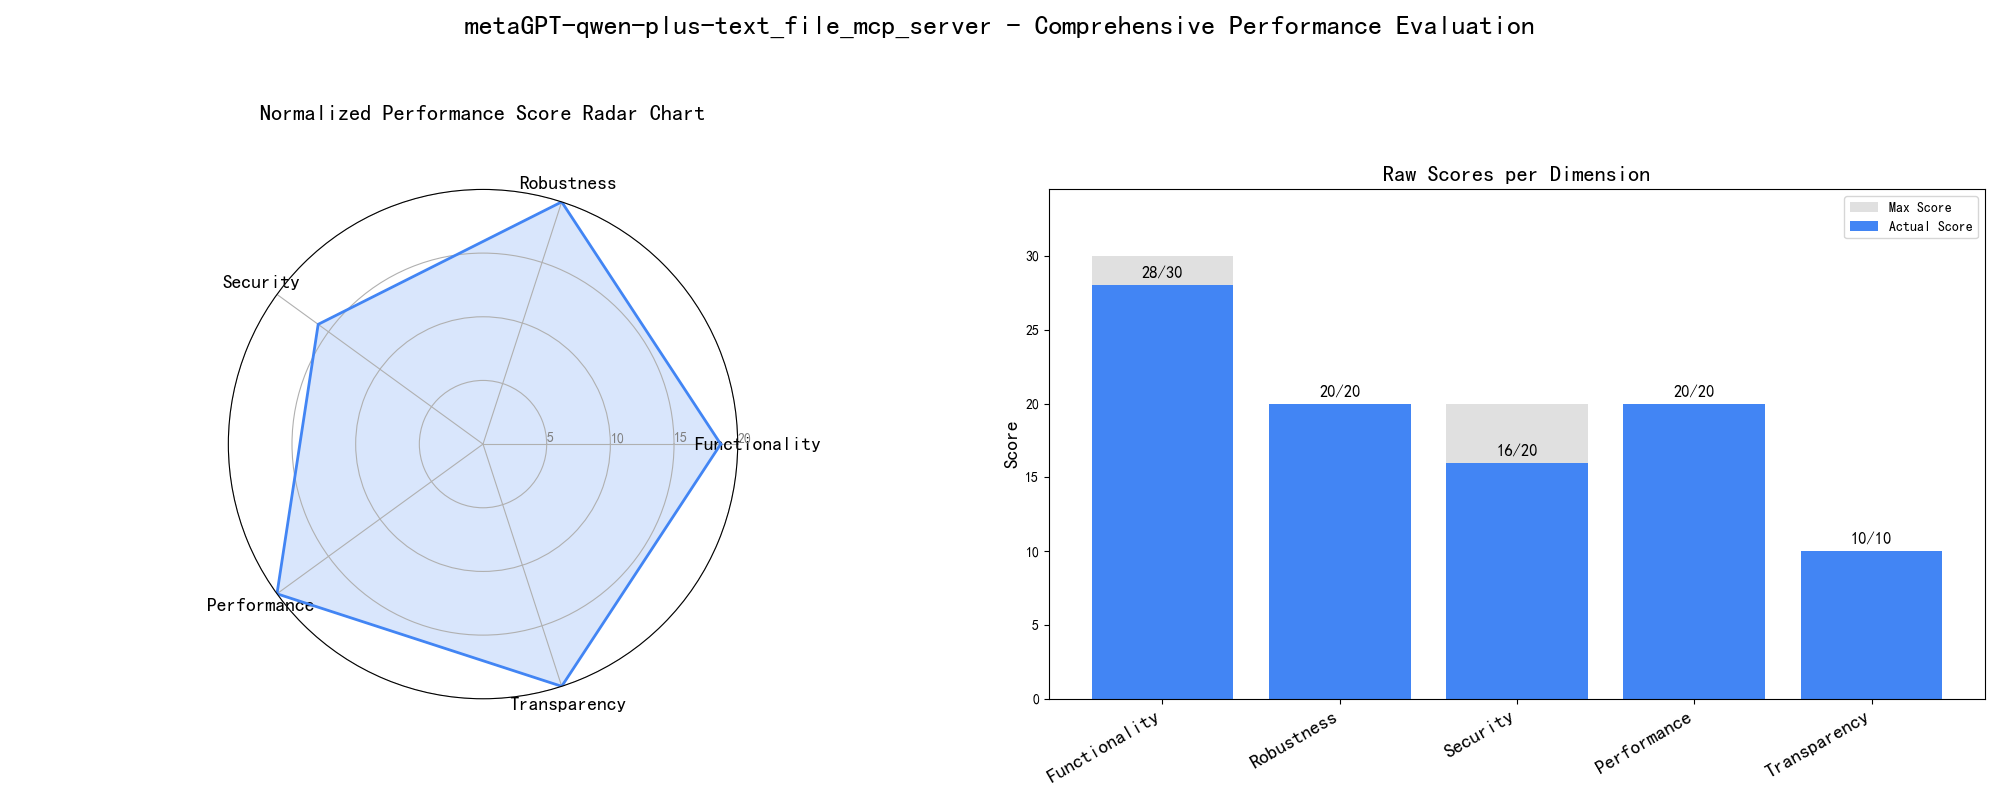 metaGPT-qwen-plus-text_file_mcp_server - Comprehensive Performance Evaluation
Normalized Performance Score Radar Chart
Robustness
Security
Functionality
Performance
Transparency
5
10
15
20
Raw Scores per Dimension
Max Score
Actual Score
Score
30
25
20
15
10
5
0
28/30
20/20
16/20
20/20
10/10
Functionality
Robustness
Security
Performance
Transparency